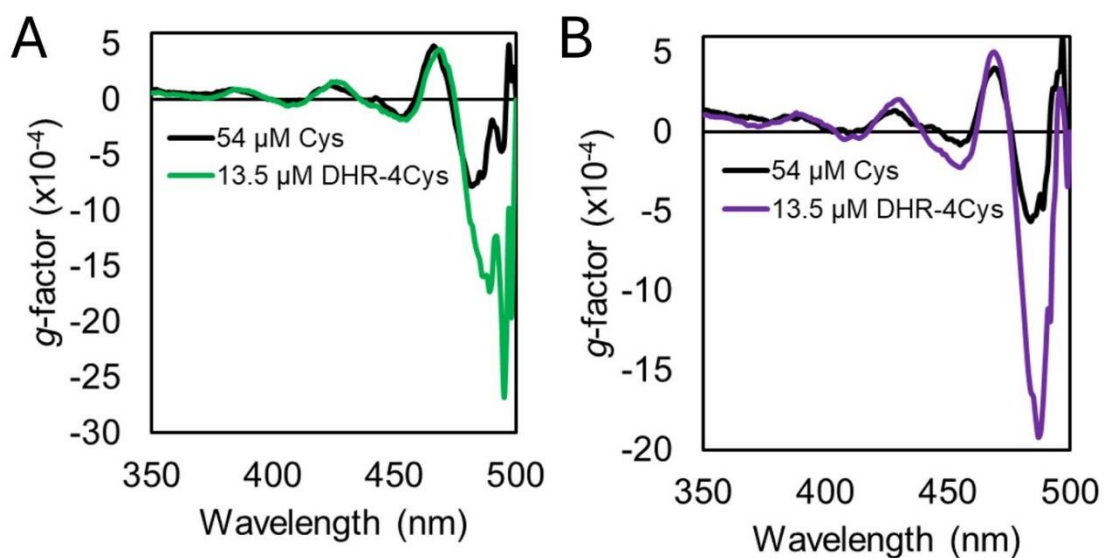 A
g-factor (x10⁻⁴)
5
0
-5
-10
-15
-20
-25
-30
54 µM Cys
13.5 µM DHR-4Cys
350
400
450
500
Wavelength (nm)
B
g-factor (x10⁻⁴)
5
0
-5
-10
-15
-20
54 µM Cys
13.5 µM DHR-4Cys
350
400
450
500
Wavelength (nm)